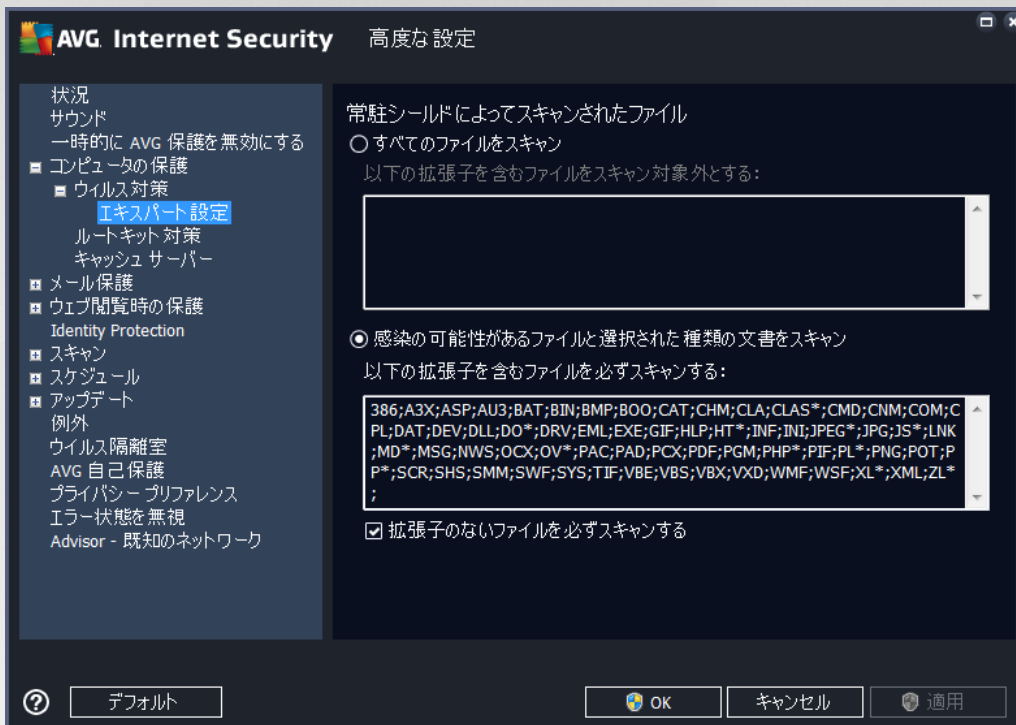 AVG Internet Security 高度な設定
状況
サウンド
一時的に AVG 保護を無効にする
コンピュータの保護
ウィルス対策
エキスパート設定
ルートキット対策
キャッシュ サーバー
メール保護
ウェブ閲覧時の保護
Identity Protection
スキャン
スケジュール
アップデート
例外
ウイルス隔離室
AVG 自己保護
プライバシー プリファレンス
エラー状態を無視
Advisor - 既知のネットワーク
常駐シールドによってスキャンされたファイル
すべてのファイルをスキャン
以下の拡張子を含むファイルをスキャン対象外とする:
感染の可能性があるファイルと選択された種類の文書をスキャン
以下の拡張子を含むファイルを必ずスキャンする:
386;A3X;ASP;AU3;BAT;BIN;BMP;BOO;CAT;CHM;CLA;CLAS*;CMD;CNM;COM;C
PL;DAT;DEV;DLL;DO*;DRV;EML;EXE;GIF;HLP;HT*;INF;INI;JPEG*;JPG;JS*;LNK
;MD*;MSG;NWS;OCX;OV*;PAC;PAD;PCX;PDF;PGM;PHP*;PIF;PL*;PNG;POT;P
P*;SCR;SHS;SMM;SWF;SYS;TIF;VBE;VBS;VBX;VXD;WMF;WSF;XL*;XML;ZL*
;
拡張子のないファイルを必ずスキャンする
デフォルト
OK
キャンセル
適用